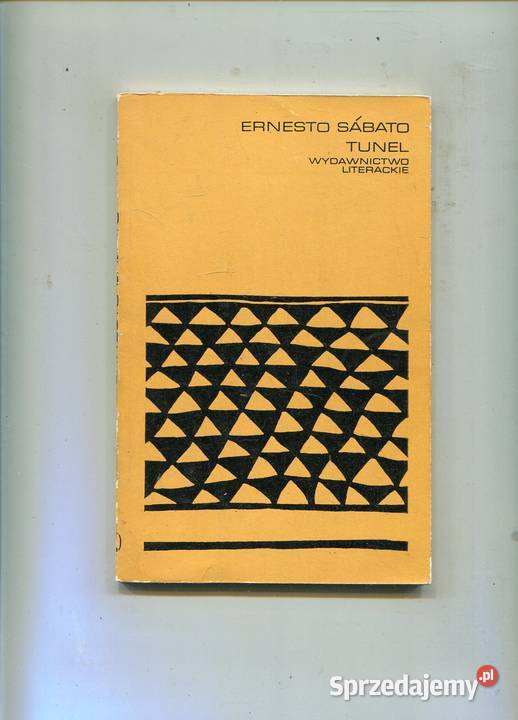 ERNESTO SÁBATO
TUNEL
WYDAWNICTWO
LITERACKIE
Sprzedajemy.pl